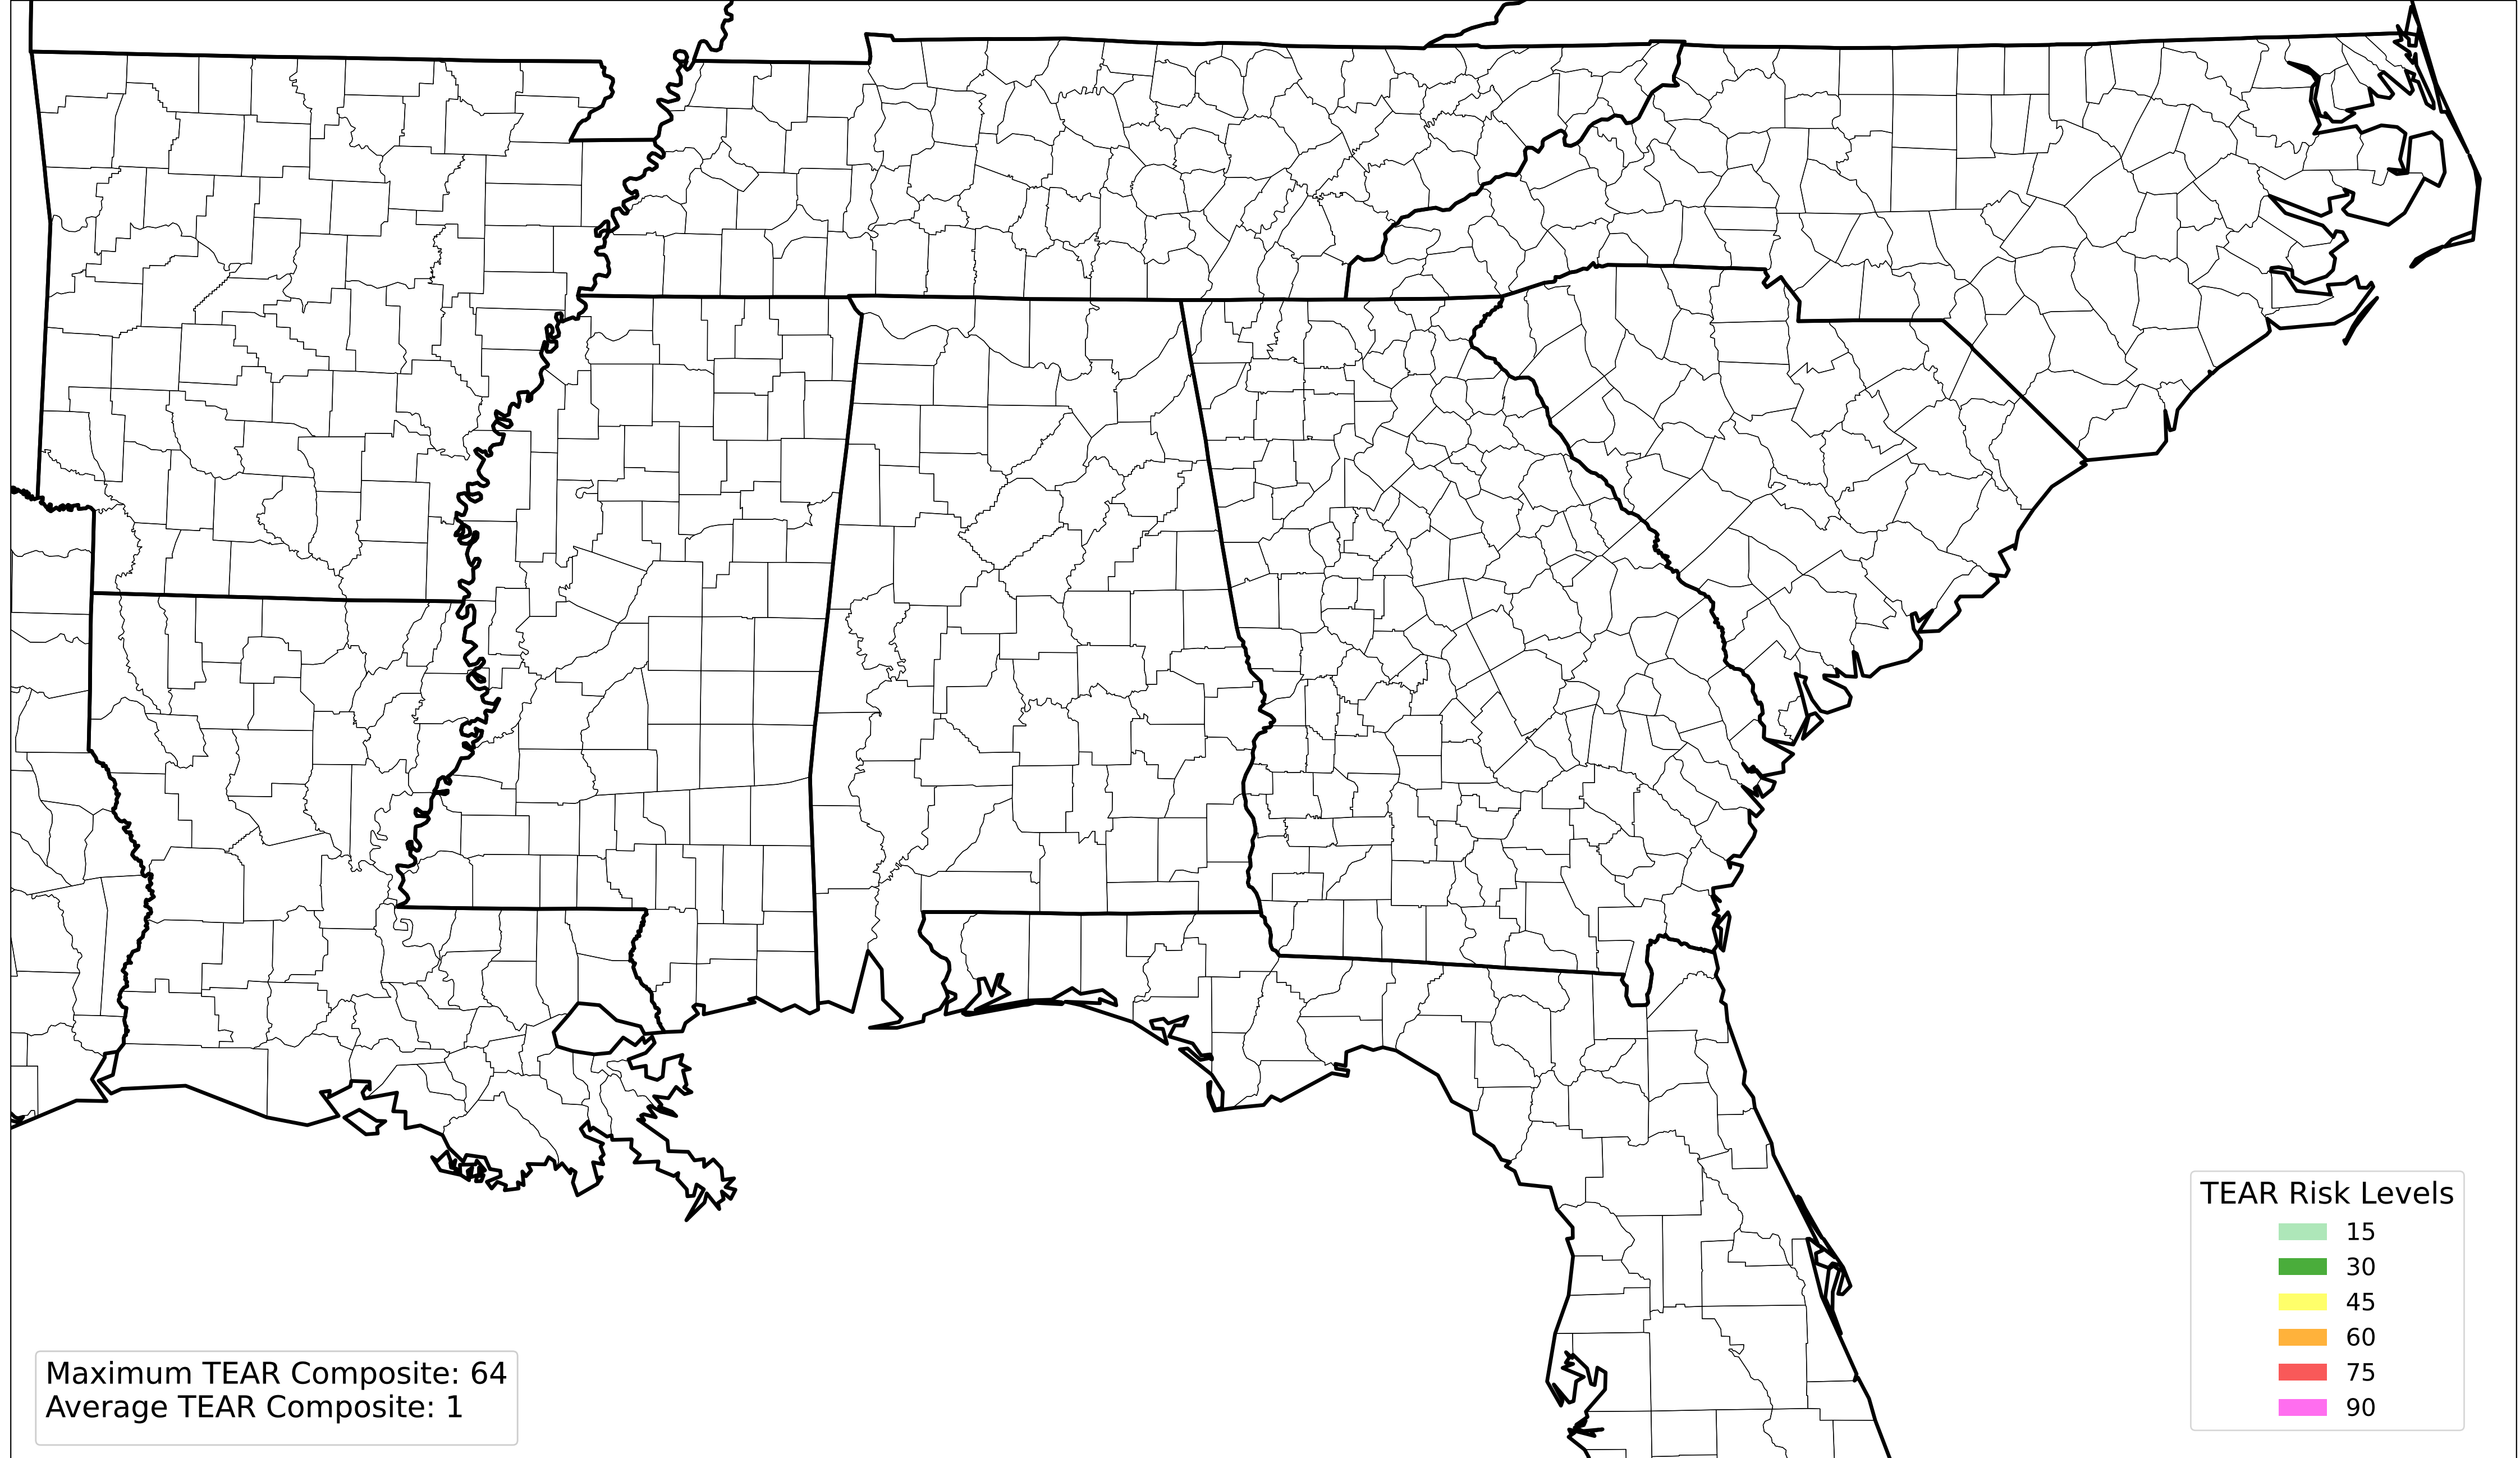 TEAR Risk Levels
15
30
45
60
75
90
Maximum TEAR Composite: 64
Average TEAR Composite: 1